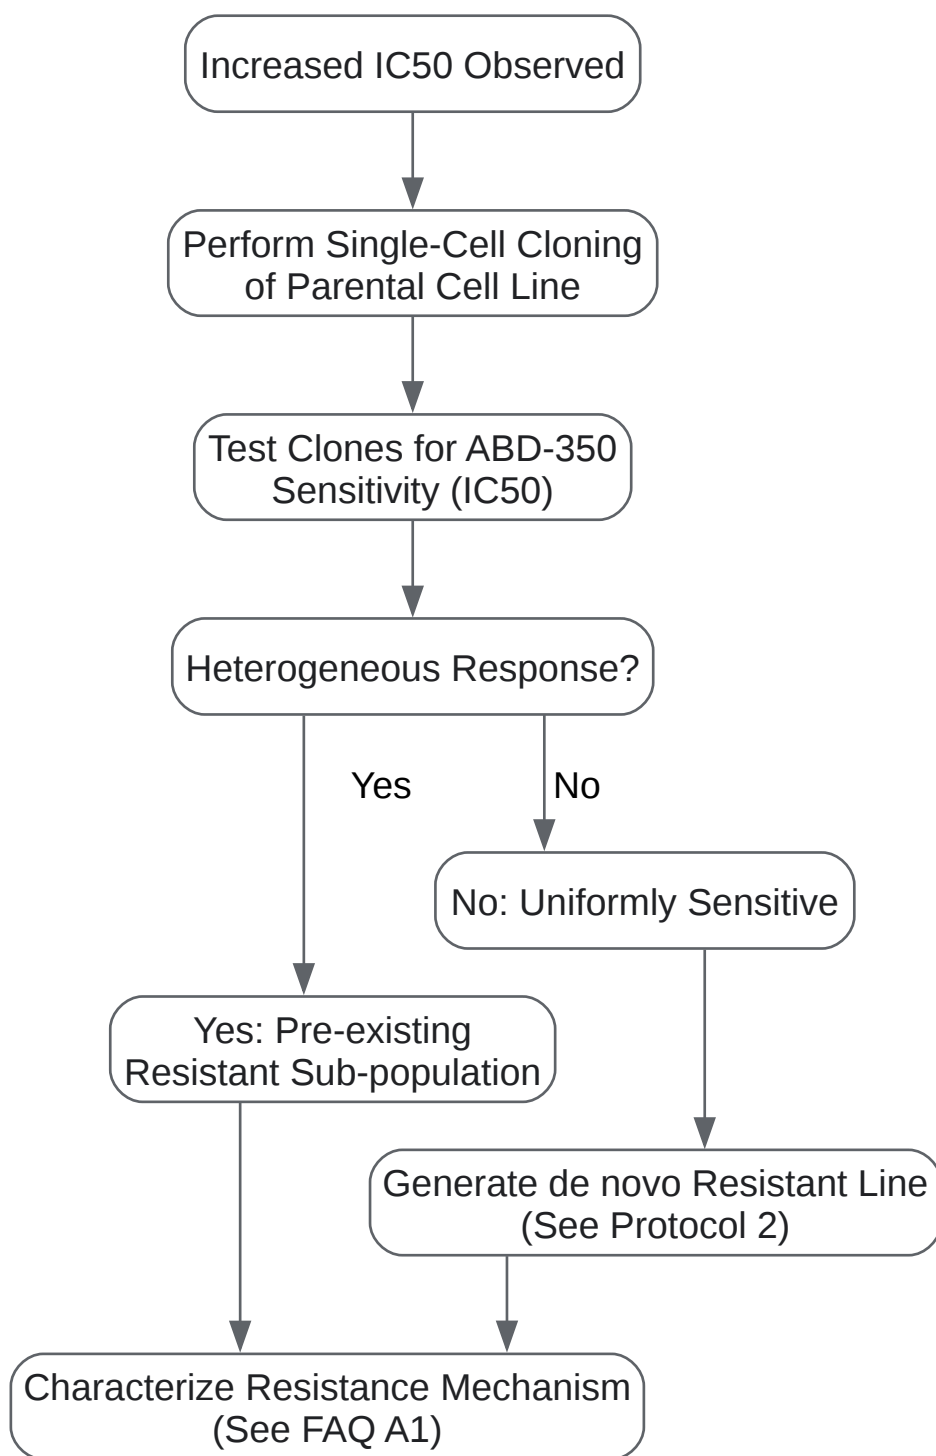 Increased IC50 Observed
Perform Single-Cell Cloning
of Parental Cell Line
Test Clones for ABD-350
Sensitivity (IC50)
Heterogeneous Response?
Yes
No
No: Uniformly Sensitive
Yes: Pre-existing
Resistant Sub-population
Generate de novo Resistant Line
(See Protocol 2)
Characterize Resistance Mechanism
(See FAQ A1)